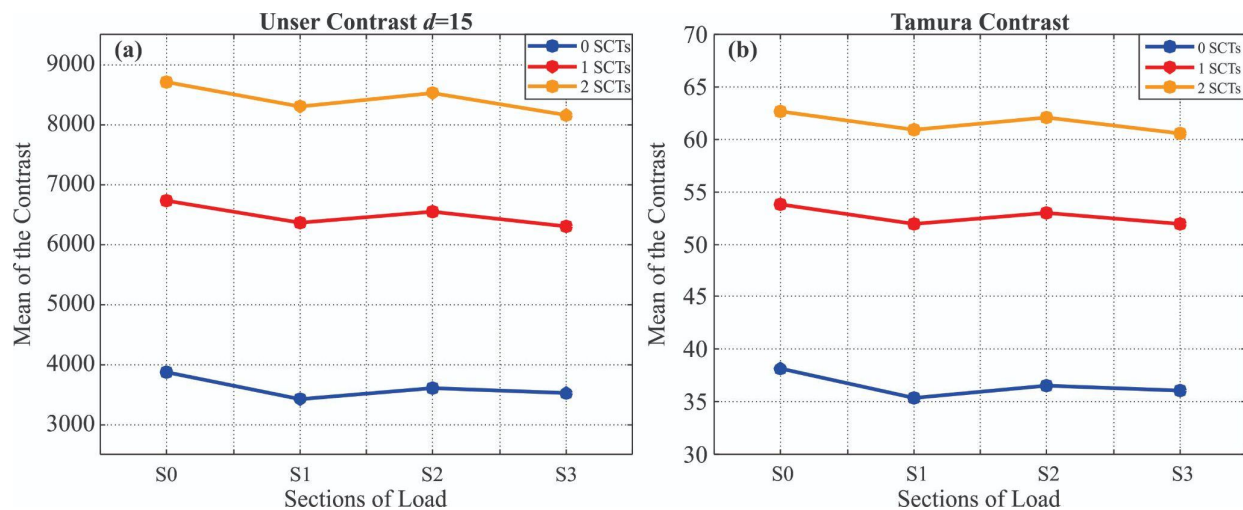 Unser Contrast d=15
(a)
0 SCTs
1 SCTs
2 SCTs
9000
8000
7000
6000
5000
4000
3000
Mean of the Contrast
S0 S1 S2 S3
Sections of Load
Tamura Contrast
(b)
0 SCTs
1 SCTs
2 SCTs
70
65
60
55
50
45
40
35
30
Mean of the Contrast
S0 S1 S2 S3
Sections of Load